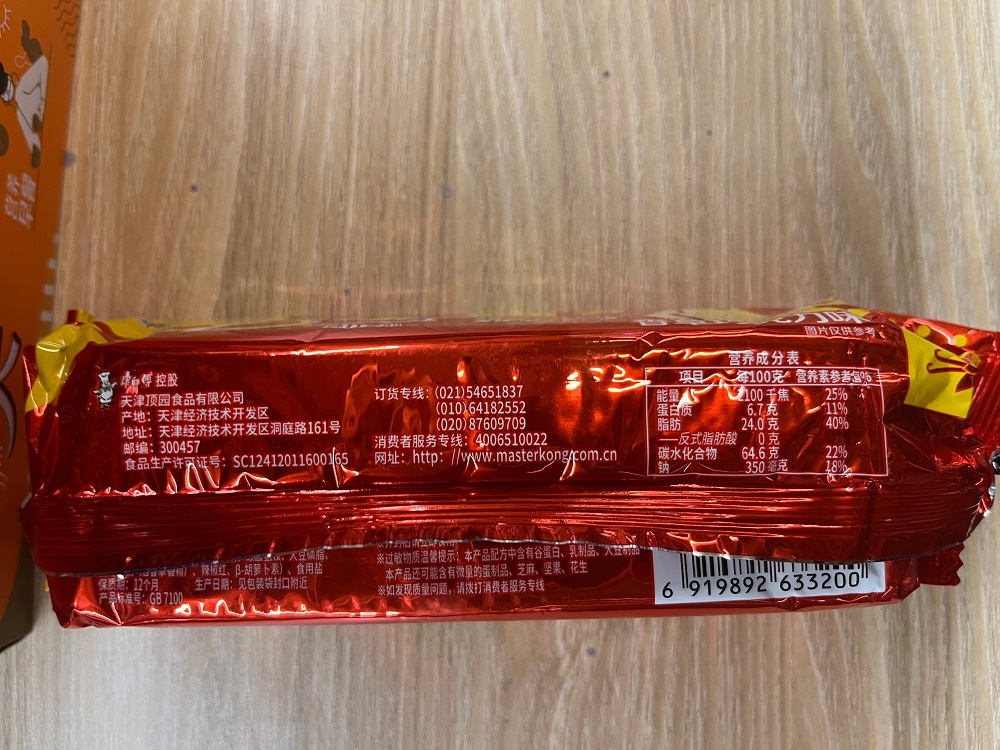 图片仅供参考
康师傅控股
天津顶园食品有限公司
产地：天津经济技术开发区
地址：天津经济技术开发区洞庭路161号
邮编：300457
食品生产许可证号：SC12412011600165
订货专线：(021)54651837
(010)64182552
(020)87609709
消费者服务专线：4006510022
网址：http：//www.masterkong.com.cn
营养成分表
项目 每100克 营养素参考值%
能量 2100千焦 25%
蛋白质 6.7克 11%
脂肪 24.0克 40%
—反式脂肪酸 0克
碳水化合物 64.6克 22%
钠 350毫克 18%
大豆磷脂、
、辣椒红、β-胡萝卜素）、食用盐
保质期：12个月 生产日期：见包装袋封口附近
产品标准号：GB 7100
※过敏物质温馨提示：本产品配方中含有谷蛋白、乳制品、大豆制品
本产品还可能含有微量的蛋制品、芝麻、坚果、花生
※如发现质量问题，请拨打消费者服务专线
6 919892 633200